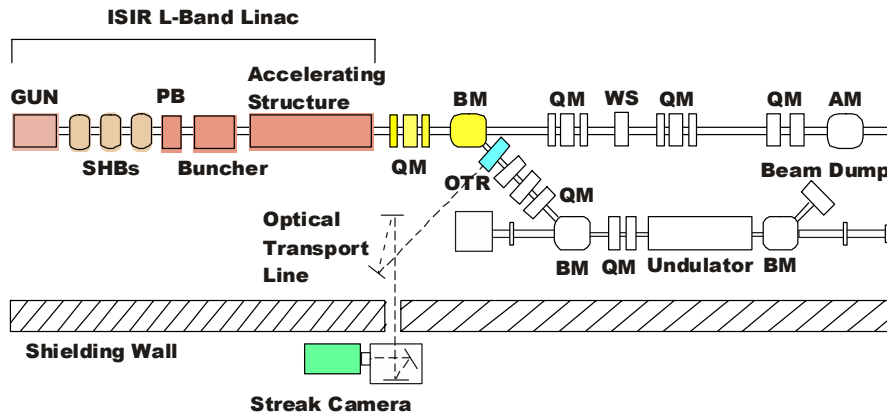 ISIR L-Band Linac
Accelerating
Structure
GUN
PB
BM
QM
WS
QM
QM
AM
SHBs
Buncher
QM
OTR
QM
Beam Dump
Optical
Transport
Line
BM
QM
Undulator
BM
Shielding Wall
Streak Camera